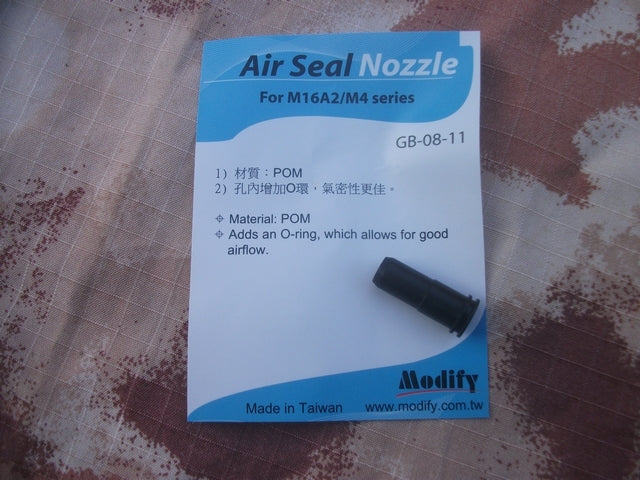 Air Seal Nozzle
For M16A2/M4 series
GB-08-11
1) 材質：POM
2) 孔內增加O環，氣密性更佳。
⌖ Material: POM
⌖ Adds an O-ring, which allows for good
airflow.
Modify
Made in Taiwan www.modify.com.tw